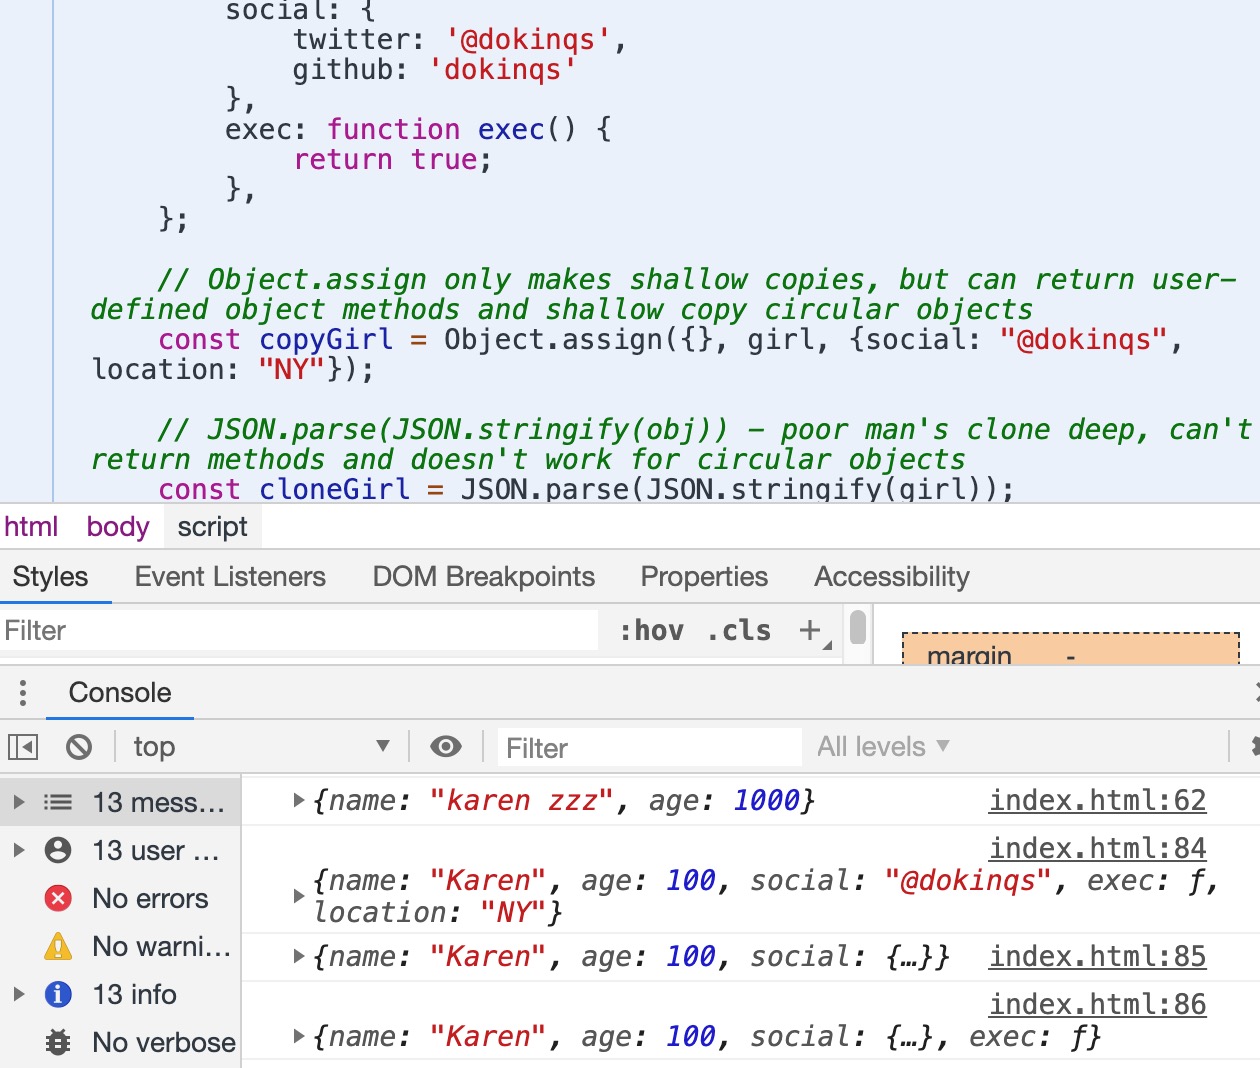 social: {
twitter: '@dokinqs',
github: 'dokinqs'
},
exec: function exec() {
return true;
},
};
// Object.assign only makes shallow copies, but can return user-
defined object methods and shallow copy circular objects
const copyGirl = Object.assign({}, girl, {social: "@dokinqs",
location: "NY"});
// JSON.parse(JSON.stringify(obj)) - poor man's clone deep, can't
return methods and doesn't work for circular objects
const cloneGirl = JSON.parse(JSON.stringify(girl));
html body script
Styles Event Listeners DOM Breakpoints Properties Accessibility
Filter :hov .cls +
margin -
Console
top Filter All levels
13 mess…
{name: "karen zzz", age: 1000} index.html:62
13 user …
index.html:84
{name: "Karen", age: 100, social: "@dokinqs", exec: ƒ,
location: "NY"}
No errors
No warni…
{name: "Karen", age: 100, social: {…}} index.html:85
13 info
index.html:86
{name: "Karen", age: 100, social: {…}, exec: ƒ}
No verbose